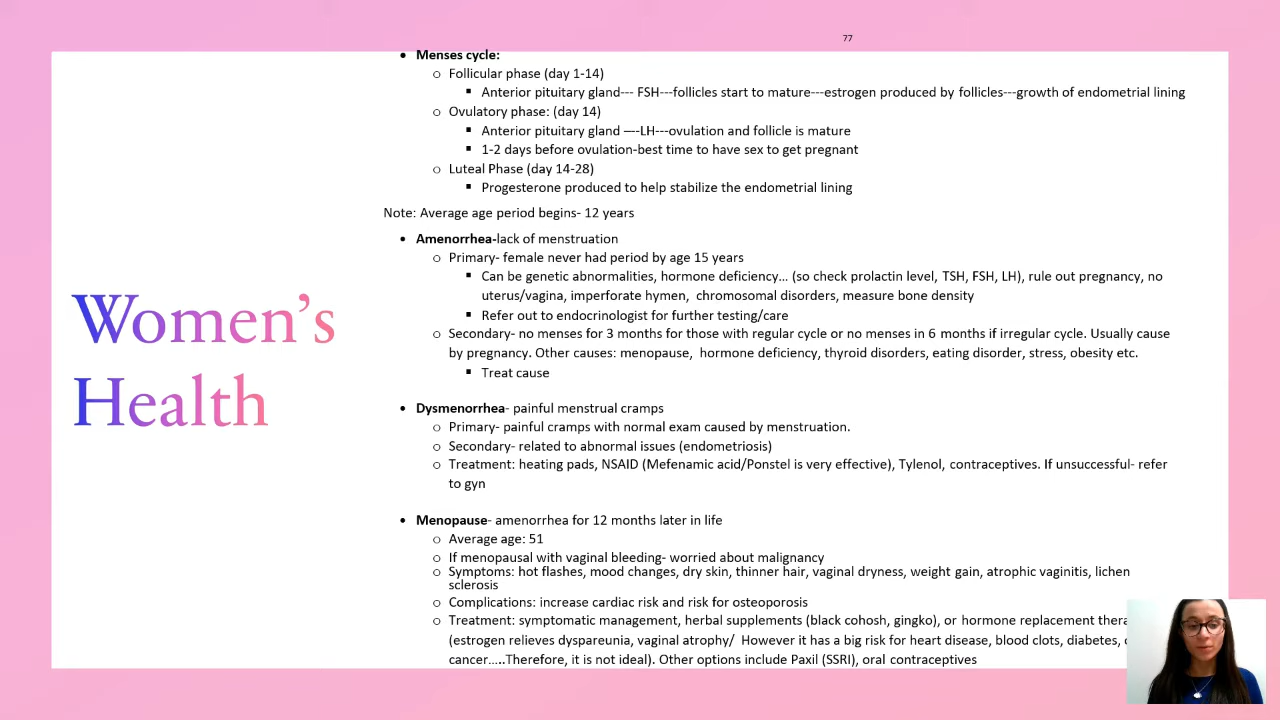 77
Women's
Health
• Menses cycle:
o Follicular phase (day 1-14)
▪ Anterior pituitary gland--- FSH---follicles start to mature---estrogen produced by follicles---growth of endometrial lining
o Ovulatory phase: (day 14)
▪ Anterior pituitary gland —--LH---ovulation and follicle is mature
▪ 1-2 days before ovulation-best time to have sex to get pregnant
o Luteal Phase (day 14-28)
▪ Progesterone produced to help stabilize the endometrial lining
Note: Average age period begins- 12 years
• Amenorrhea-lack of menstruation
o Primary- female never had period by age 15 years
▪ Can be genetic abnormalities, hormone deficiency… (so check prolactin level, TSH, FSH, LH), rule out pregnancy, no
uterus/vagina, imperforate hymen, chromosomal disorders, measure bone density
▪ Refer out to endocrinologist for further testing/care
o Secondary- no menses for 3 months for those with regular cycle or no menses in 6 months if irregular cycle. Usually cause
by pregnancy. Other causes: menopause, hormone deficiency, thyroid disorders, eating disorder, stress, obesity etc.
▪ Treat cause
• Dysmenorrhea- painful menstrual cramps
o Primary- painful cramps with normal exam caused by menstruation.
o Secondary- related to abnormal issues (endometriosis)
o Treatment: heating pads, NSAID (Mefenamic acid/Ponstel is very effective), Tylenol, contraceptives. If unsuccessful- refer
to gyn
• Menopause- amenorrhea for 12 months later in life
o Average age: 51
o If menopausal with vaginal bleeding- worried about malignancy
o Symptoms: hot flashes, mood changes, dry skin, thinner hair, vaginal dryness, weight gain, atrophic vaginitis, lichen
sclerosis
o Complications: increase cardiac risk and risk for osteoporosis
o Treatment: symptomatic management, herbal supplements (black cohosh, gingko), or hormone replacement
(estrogen relieves dyspareunia, vaginal atrophy/ However it has a big risk for heart disease, blood clots, diabetes,
cancer…..Therefore, it is not ideal). Other options include Paxil (SSRI), oral contraceptives